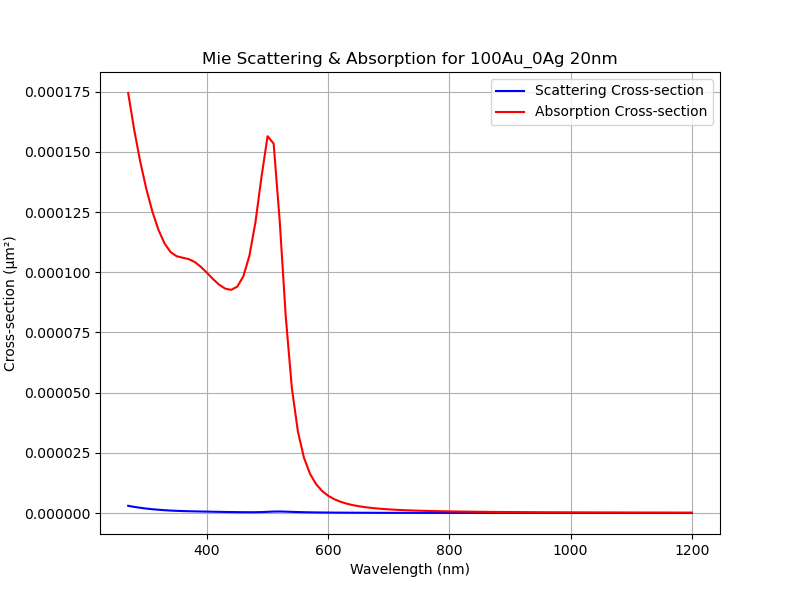 Mie Scattering & Absorption for 100Au_0Ag 20nm
Scattering Cross-section
Absorption Cross-section
Cross-section (μm²)
0.000175
0.000150
0.000125
0.000100
0.000075
0.000050
0.000025
0.000000
400 600 800 1000 1200
Wavelength (nm)